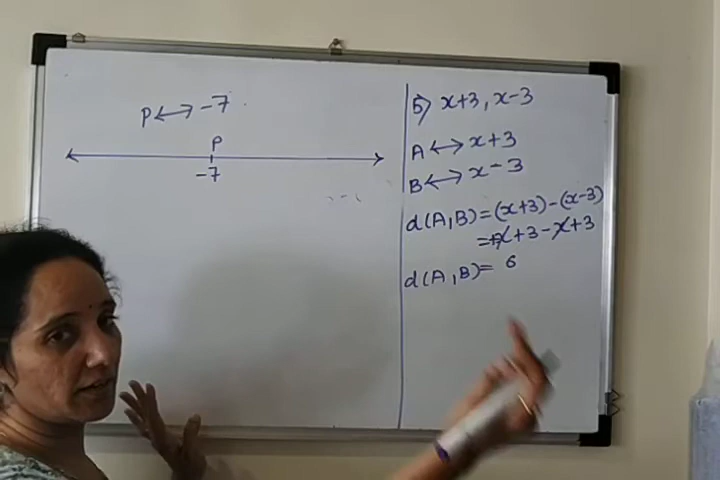 P↔-7
P
-7
5) x+3, x-3
A↔x+3
B↔x-3
d(A,B)=(x+3)-(x-3)
=+x+3-x+3
d(A,B)= 6